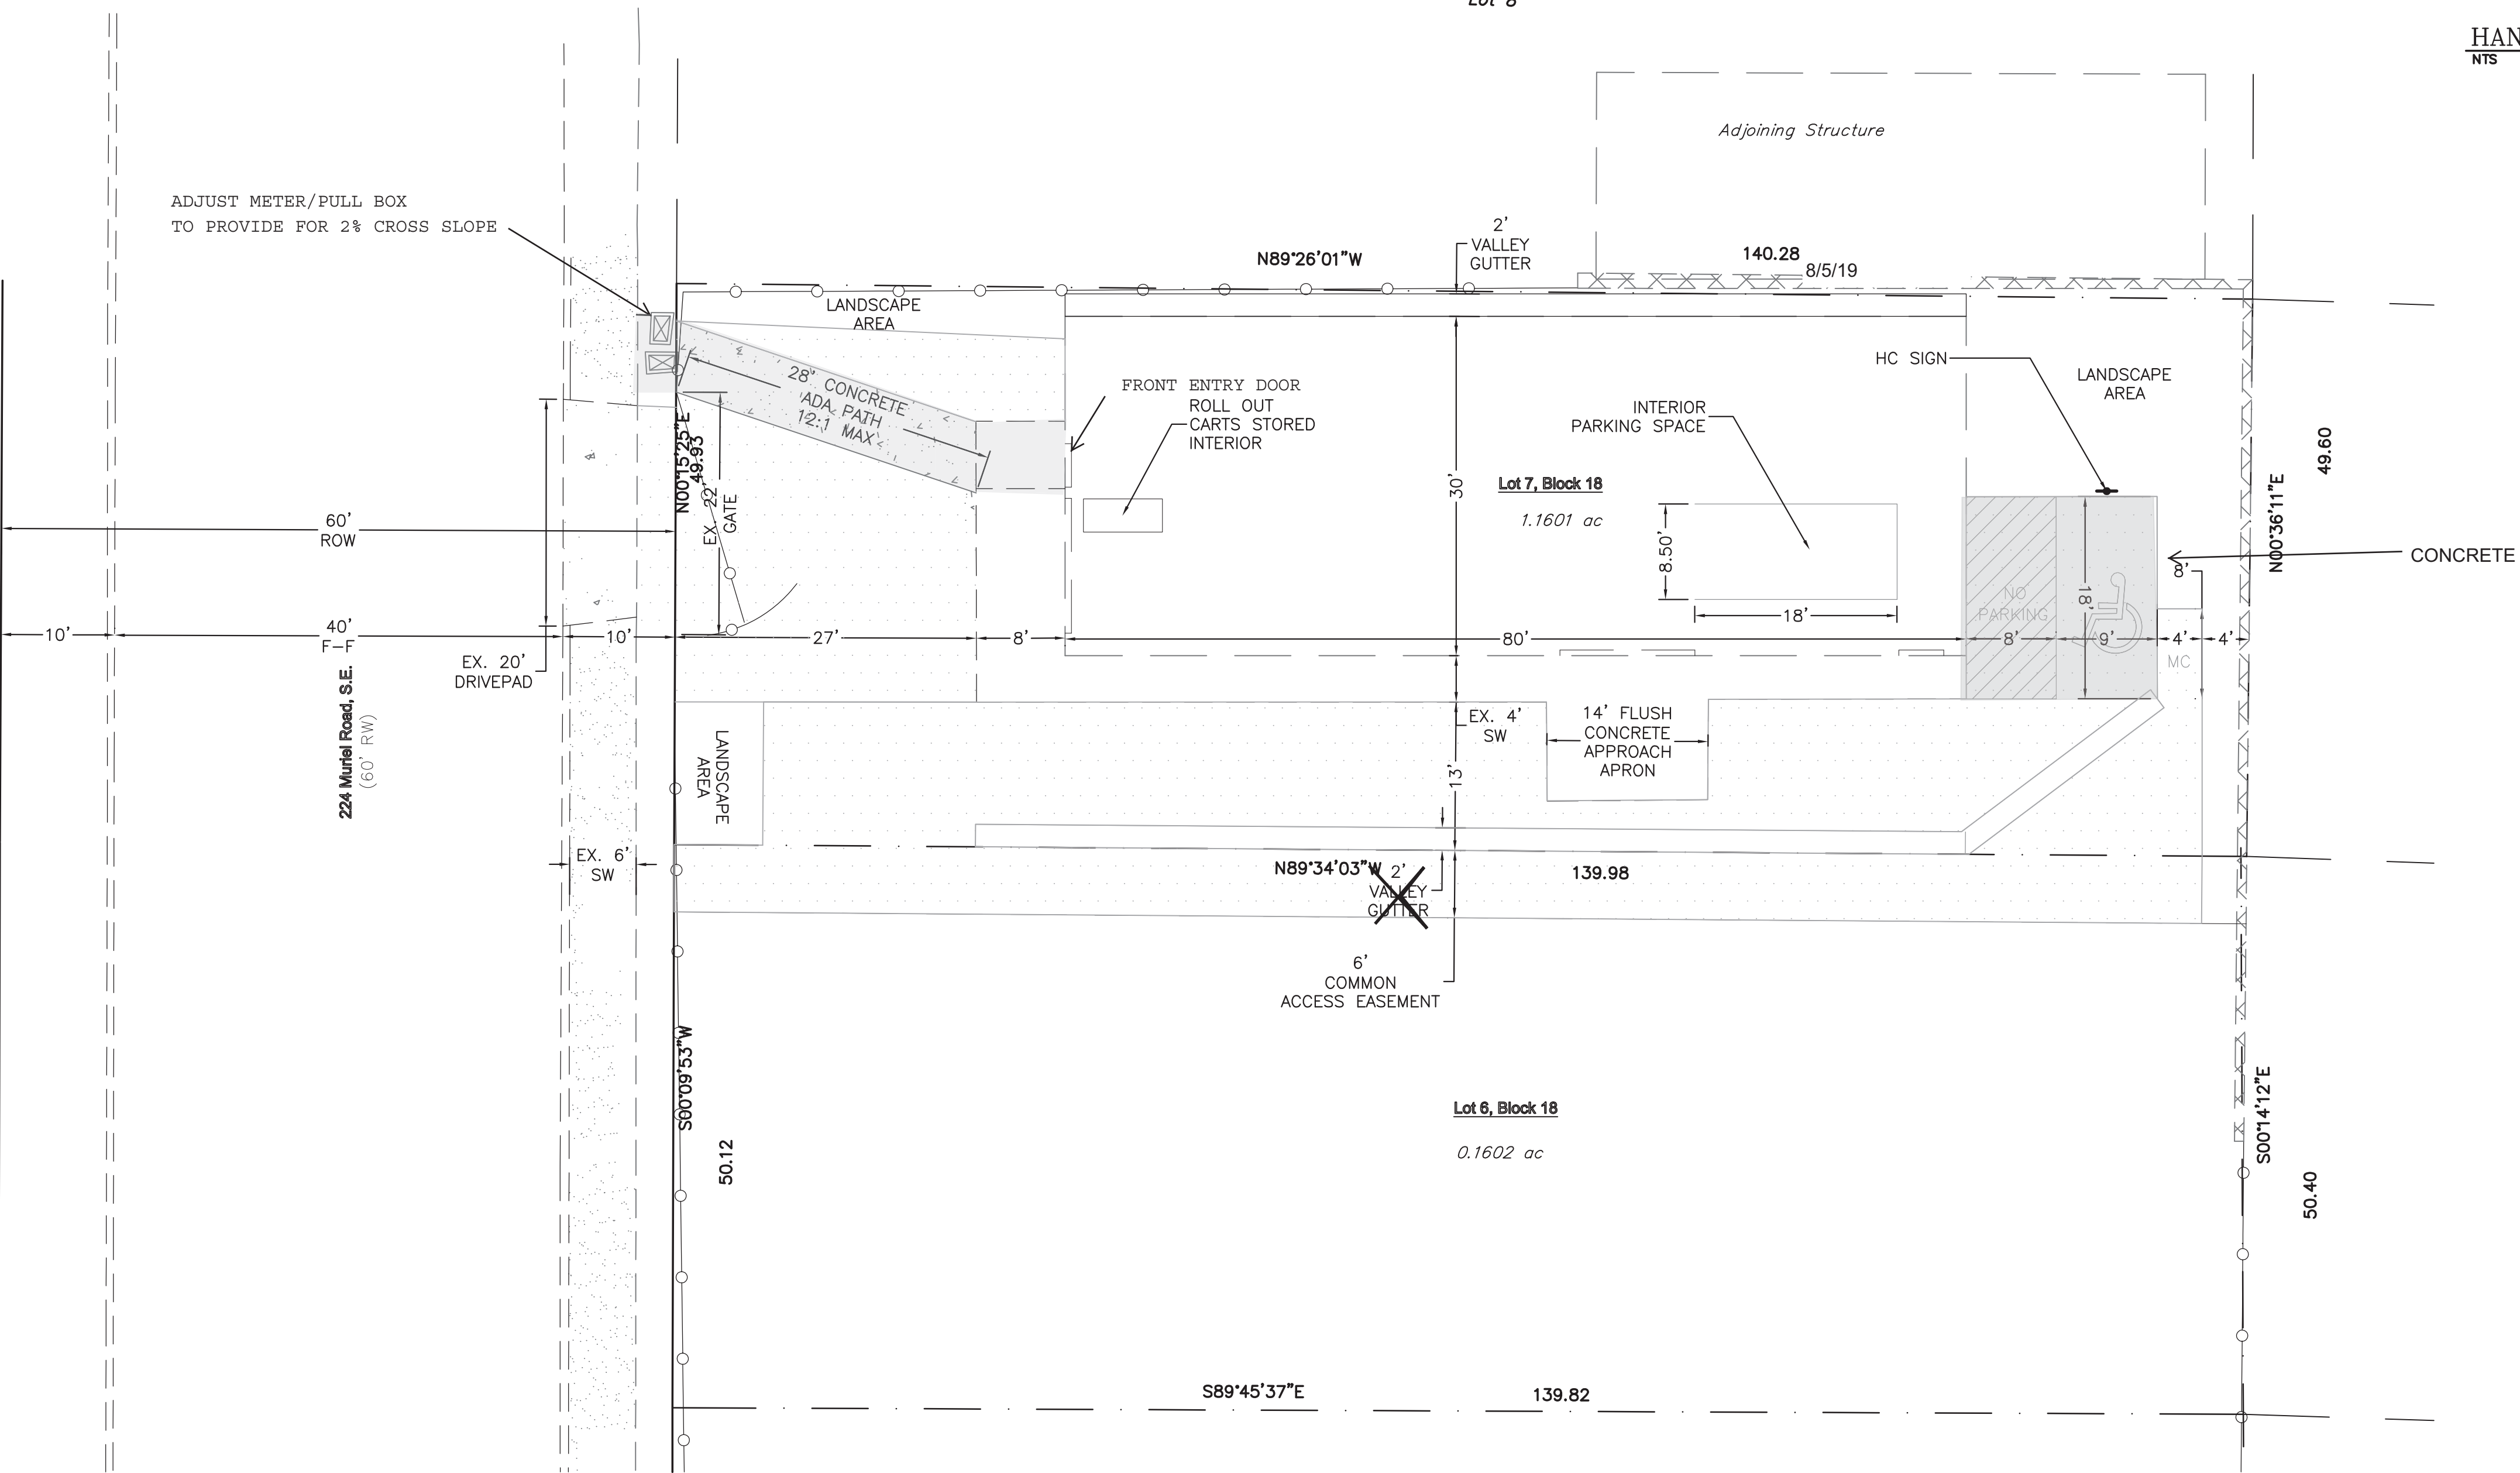 Lot 8
HAN
NTS
Adjoining Structure
ADJUST METER/PULL BOX
TO PROVIDE FOR 2% CROSS SLOPE
2'
VALLEY
GUTTER
N89°26'01"W
140.28
8/5/19
LANDSCAPE
AREA
HC SIGN
LANDSCAPE
AREA
28' CONCRETE
ADA PATH
12:1 MAX
FRONT ENTRY DOOR
ROLL OUT
CARTS STORED
INTERIOR
INTERIOR
PARKING SPACE
N00°15'25"E
49.93
EX. 22'
GATE
30'
Lot 7, Block 18
1.1601 ac
8.50'
18'
49.60
N00°36'11"E
60'
ROW
CONCRETE
8'
NO
PARKING
18'
10'
40'
F-F
10'
27'
8'
80'
8'
9'
4'
4'
MC
EX. 20'
DRIVEPAD
224 Muriel Road, S.E.
(60' RW)
LANDSCAPE
AREA
EX. 4'
SW
14' FLUSH
CONCRETE
APPROACH
APRON
13'
EX. 6'
SW
N89°34'03"W
139.98
2'
VALLEY
GUTTER
6'
COMMON
ACCESS EASEMENT
S00°09'53"W
50.12
Lot 6, Block 18
0.1602 ac
S00°14'12"E
50.40
S89°45'37"E
139.82